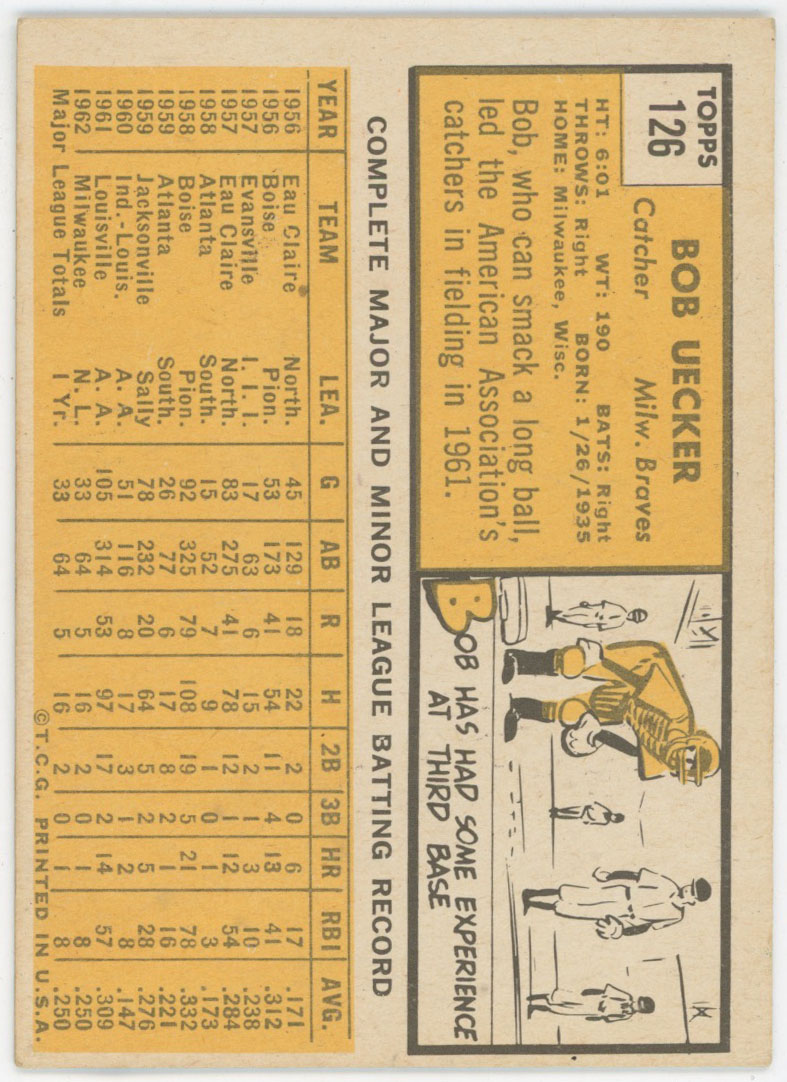 TOPPS
126
BOB UECKER
Catcher Milw. Braves
HT: 6:01 WT: 190 BATS: Right
THROWS: Right BORN: 1/26/1935
HOME: Milwaukee, Wisc.
Bob, who can smack a long ball,
led the American Association's
catchers in fielding in 1961.
BOB HAS HAD SOME EXPERIENCE
AT THIRD BASE
COMPLETE MAJOR AND MINOR LEAGUE BATTING RECORD
YEAR TEAM LEA. G AB R H 2B 3B HR RBI AVG.
1956 Eau Claire North. 45 129 18 22 2 0 6 17 .171
1956 Boise Pion. 53 173 41 54 11 4 13 41 .312
1957 Evansville I. I. I. 17 63 6 15 2 1 3 10 .238
1957 Eau Claire North. 83 275 41 78 12 1 12 54 .284
1958 Atlanta South. 15 52 7 9 1 0 1 3 .173
1958 Boise Pion. 92 325 79 108 19 5 21 78 .332
1959 Atlanta South. 26 77 6 17 8 2 1 16 .221
1959 Jacksonville Sally 78 232 20 64 5 2 5 28 .276
1960 Ind.-Louis. A. A. 51 116 8 17 3 1 2 8 .147
1961 Louisville A. A. 105 314 53 97 17 2 14 57 .309
1962 Milwaukee N. L. 33 64 5 16 2 0 1 8 .250
Major League Totals 1 Yr. 33 64 5 16 2 0 1 8 .250
©T.C.G. PRINTED IN U.S.A.